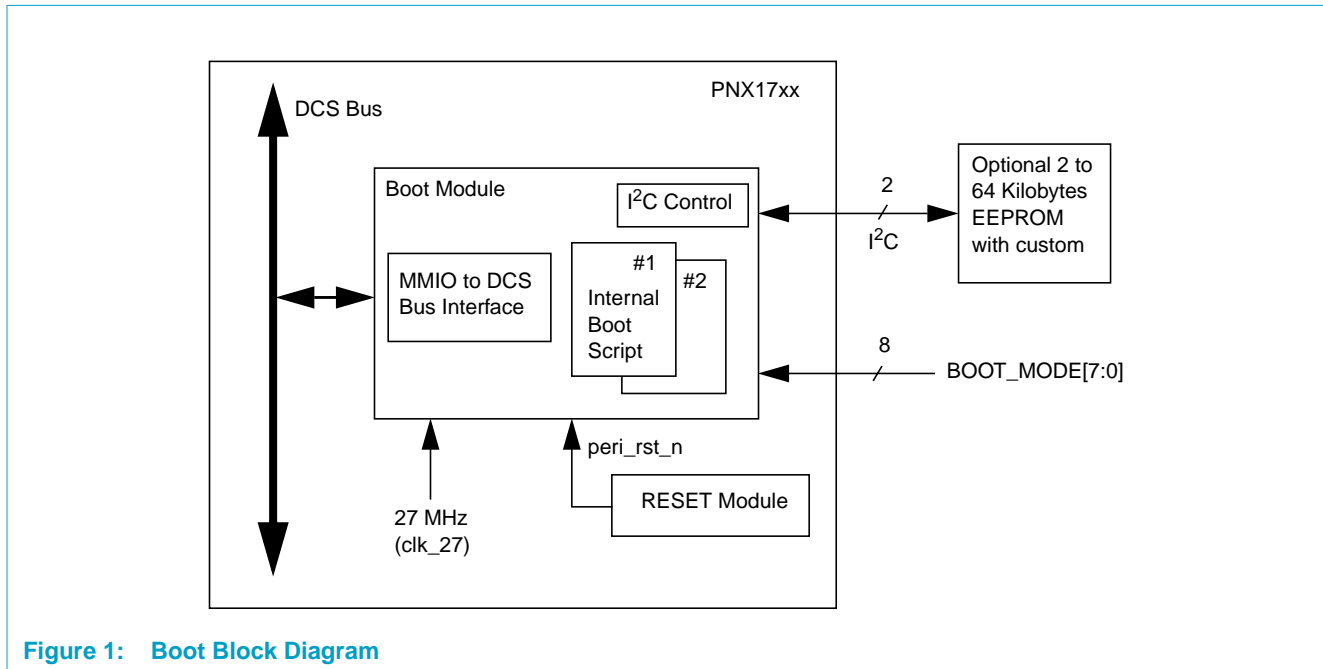 PNX17xx
DCS Bus
Boot Module
I²C Control
MMIO to DCS
Bus Interface
#1
#2
Internal
Boot
Script
2
I²C
Optional 2 to
64 Kilobytes
EEPROM
with custom
8
BOOT_MODE[7:0]
peri_rst_n
RESET Module
27 MHz
(clk_27)
Figure 1: Boot Block Diagram